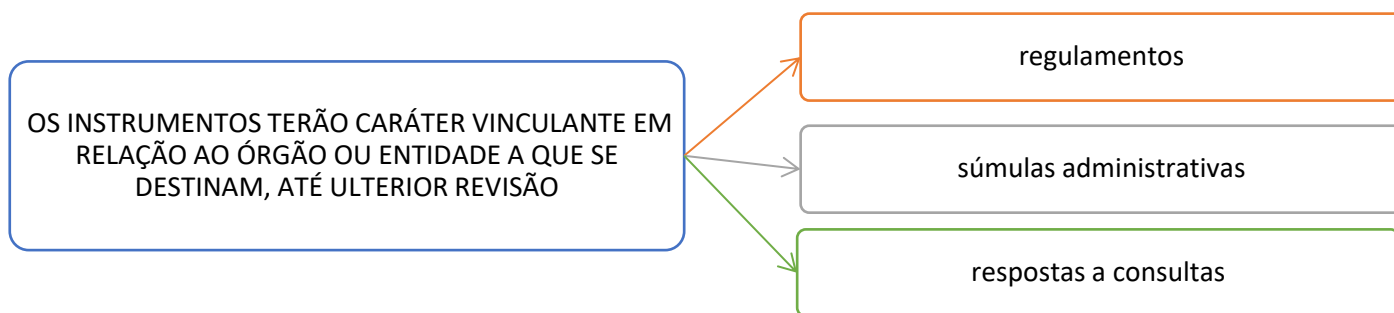 OS INSTRUMENTOS TERÃO CARÁTER VINCULANTE EM
RELAÇÃO AO ÓRGÃO OU ENTIDADE A QUE SE
DESTINAM, ATÉ ULTERIOR REVISÃO
regulamentos
súmulas administrativas
respostas a consultas